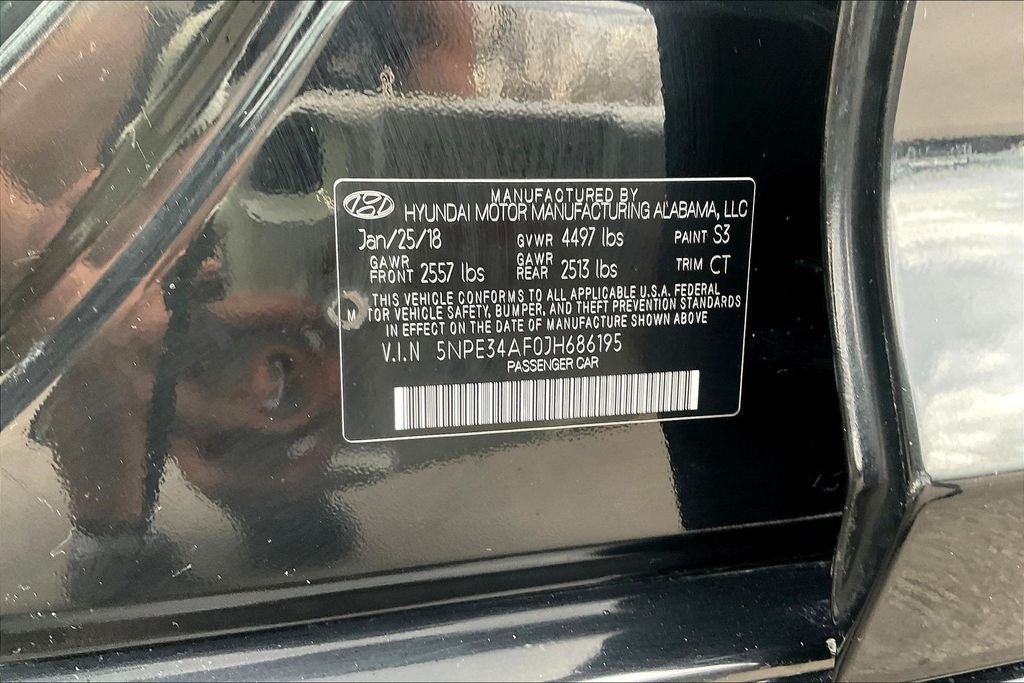 MANUFACTURED BY
HYUNDAI MOTOR MANUFACTURING ALABAMA, LLC
Jan/25/18 GVWR 4497 lbs PAINT S3
GAWR FRONT 2557 lbs GAWR REAR 2513 lbs TRIM CT
THIS VEHICLE CONFORMS TO ALL APPLICABLE U.S.A. FEDERAL
MOTOR VEHICLE SAFETY, BUMPER, AND THEFT PREVENTION STANDARDS
IN EFFECT ON THE DATE OF MANUFACTURE SHOWN ABOVE
V.I.N 5NPE34AF0JH686195
PASSENGER CAR